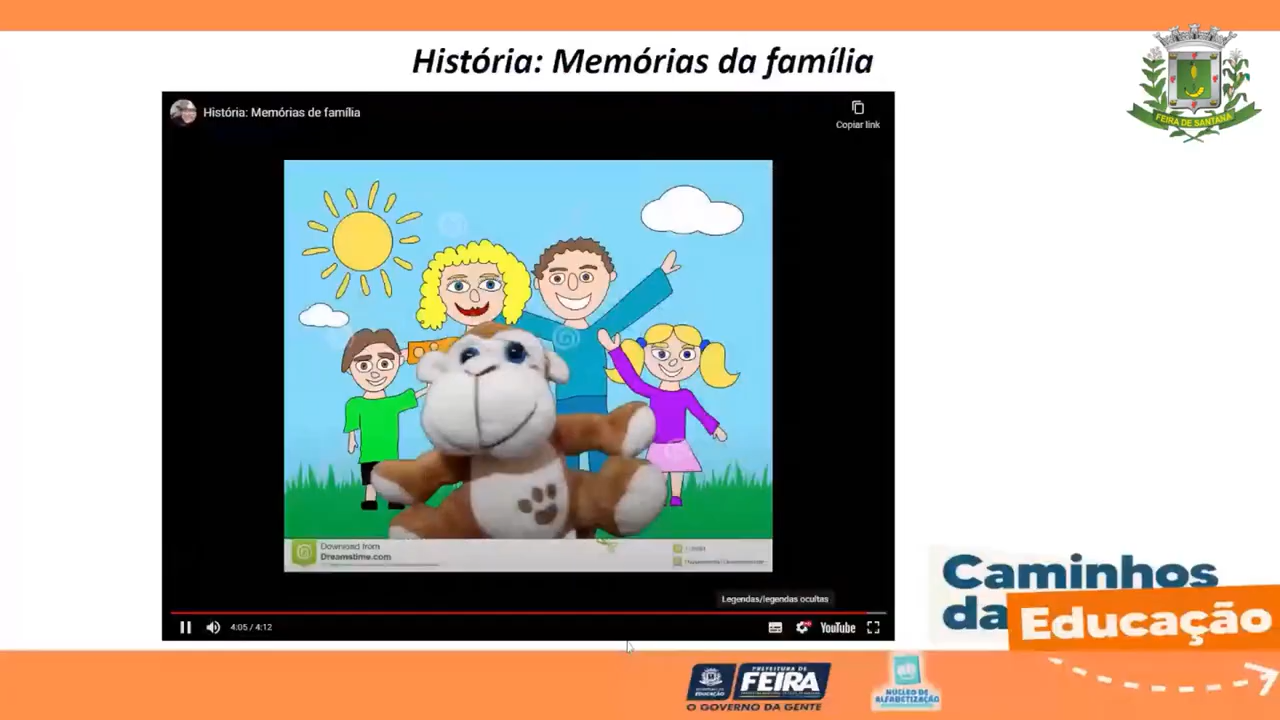 História: Memórias da família
FEIRA DE SANTANA
História: Memórias de família
Copiar link
Download from
Dreamstime.com
Legendas/legendas ocultas
4:05 / 4:12
YouTube
Caminhos
da Educação
PREFEITURA DE
FEIRA
O GOVERNO DA GENTE
NÚCLEO DE
ALFABETIZAÇÃO